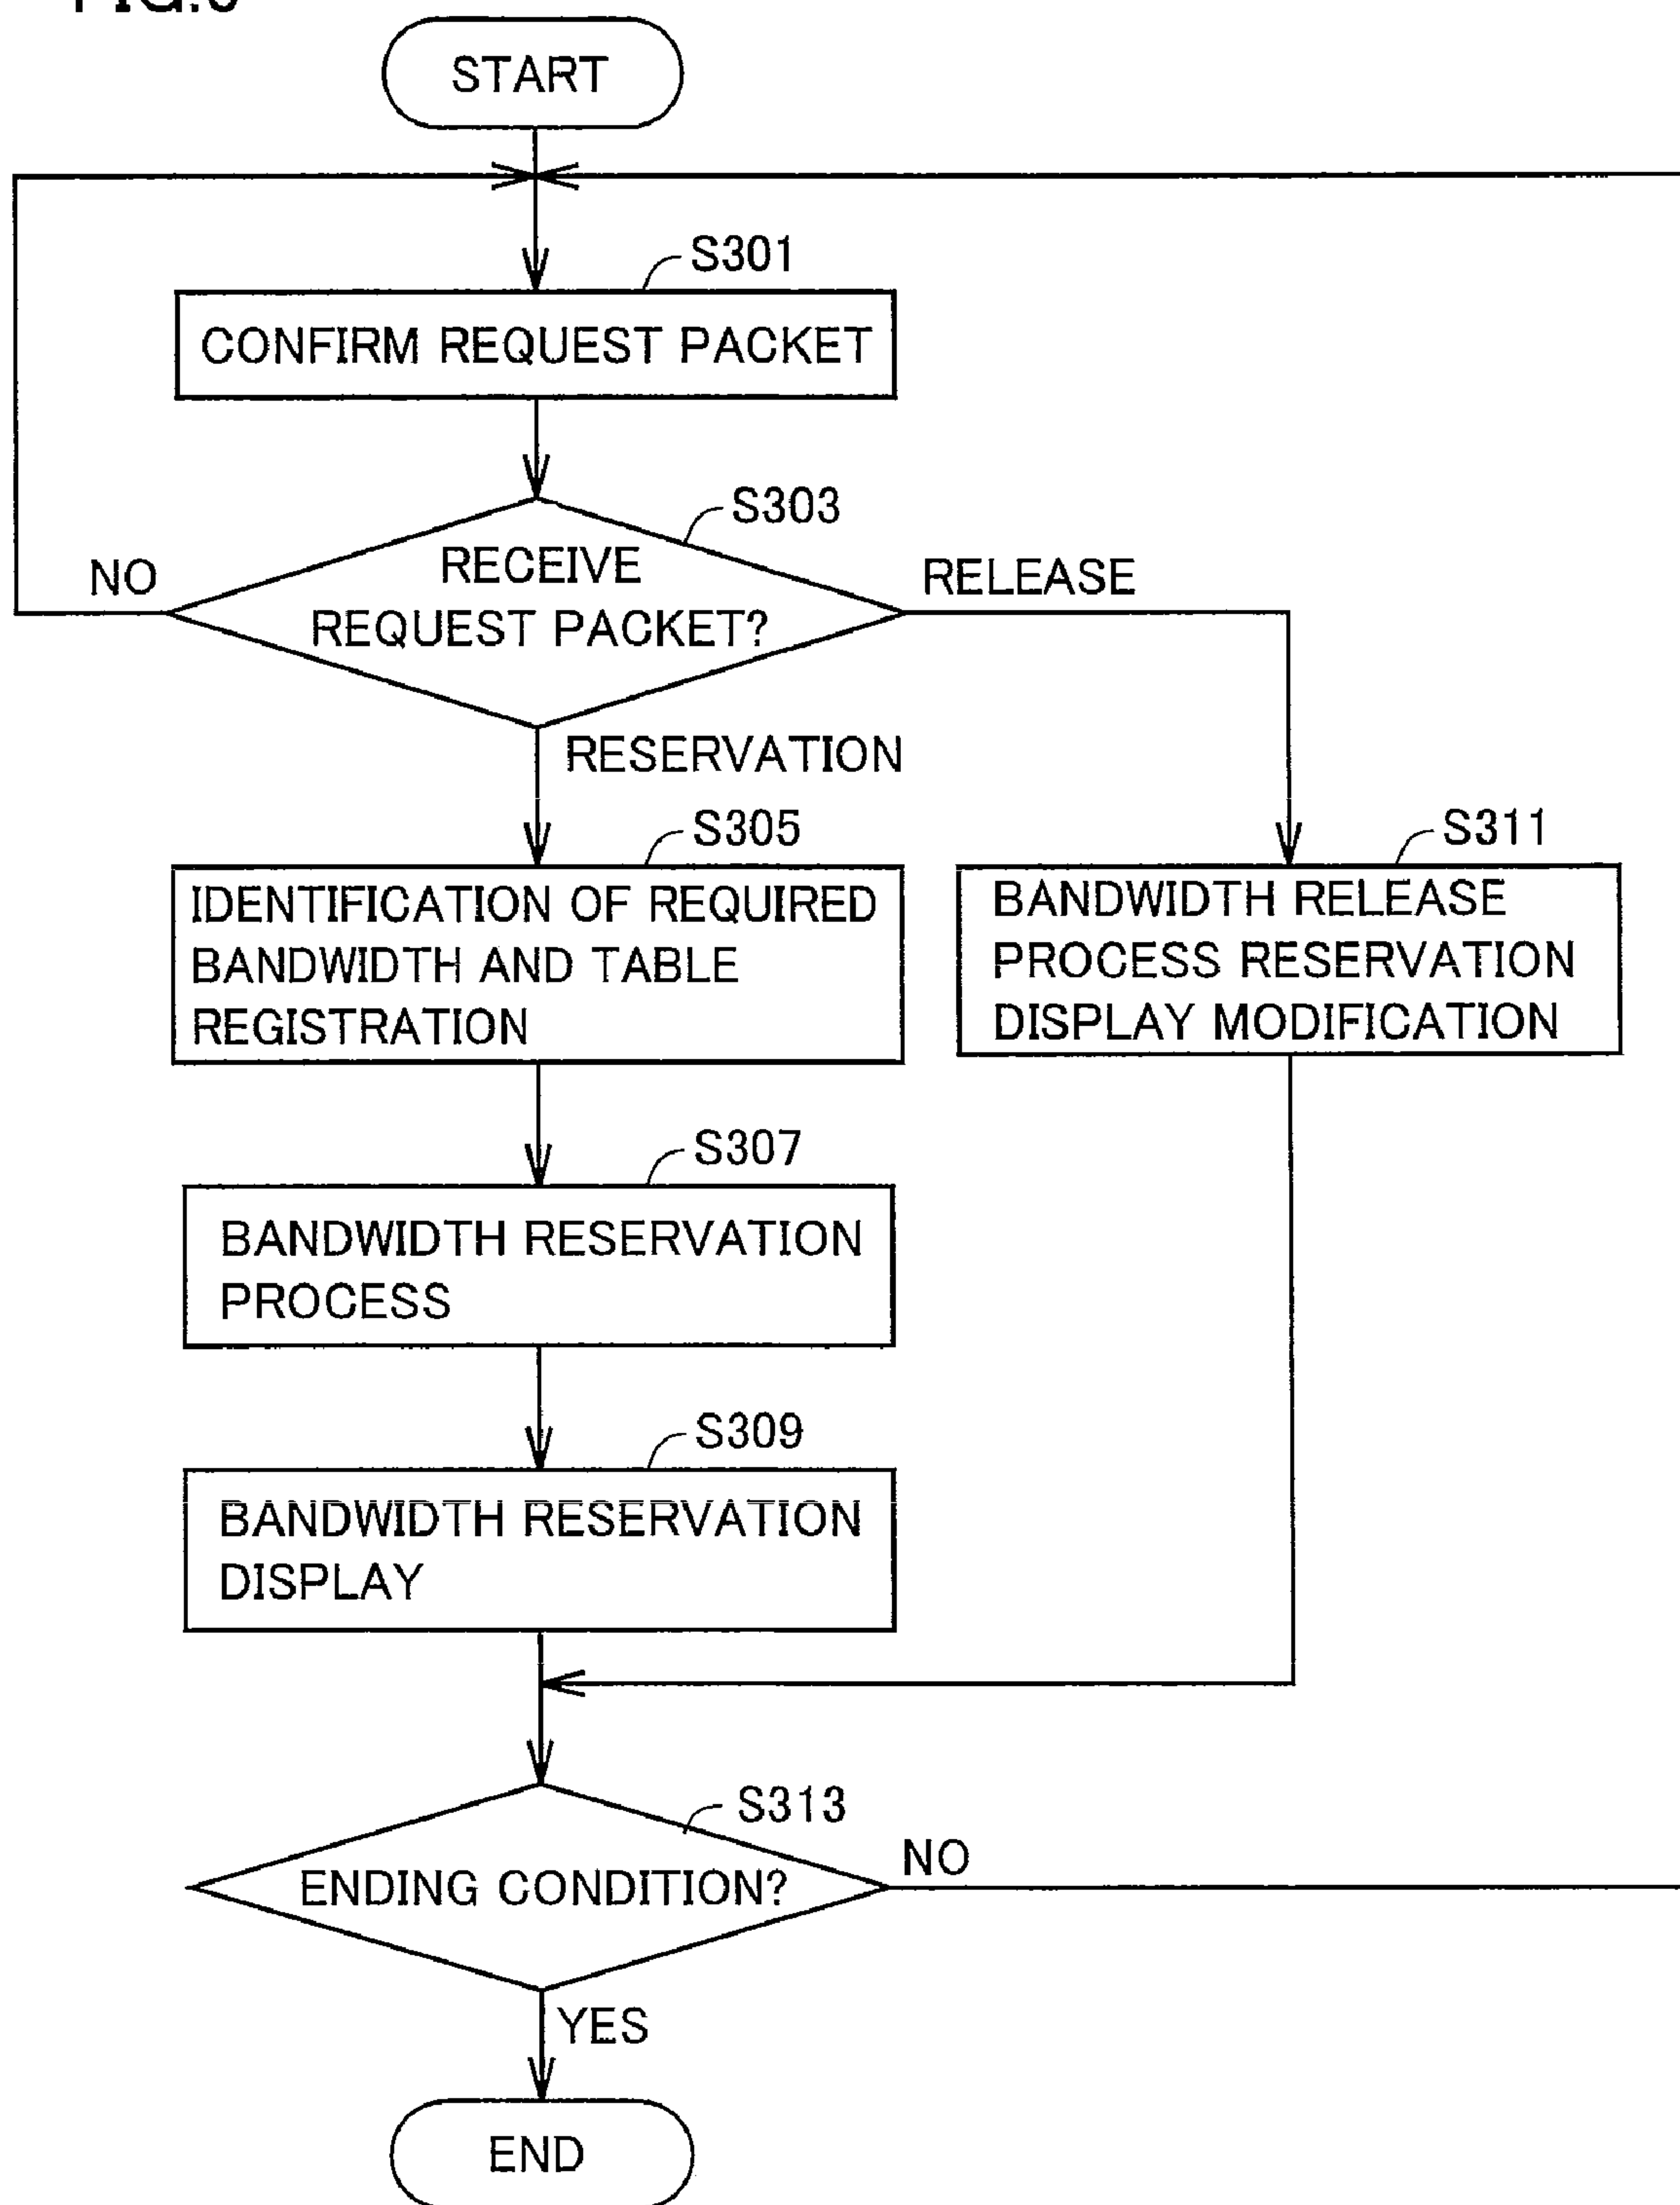 START
S301
CONFIRM REQUEST PACKET
S303
NO
RECEIVE
REQUEST PACKET?
RELEASE
RESERVATION
S305
IDENTIFICATION OF REQUIRED
BANDWIDTH AND TABLE
REGISTRATION
S311
BANDWIDTH RELEASE
PROCESS RESERVATION
DISPLAY MODIFICATION
S307
BANDWIDTH RESERVATION
PROCESS
S309
BANDWIDTH RESERVATION
DISPLAY
S313
ENDING CONDITION?
NO
YES
END